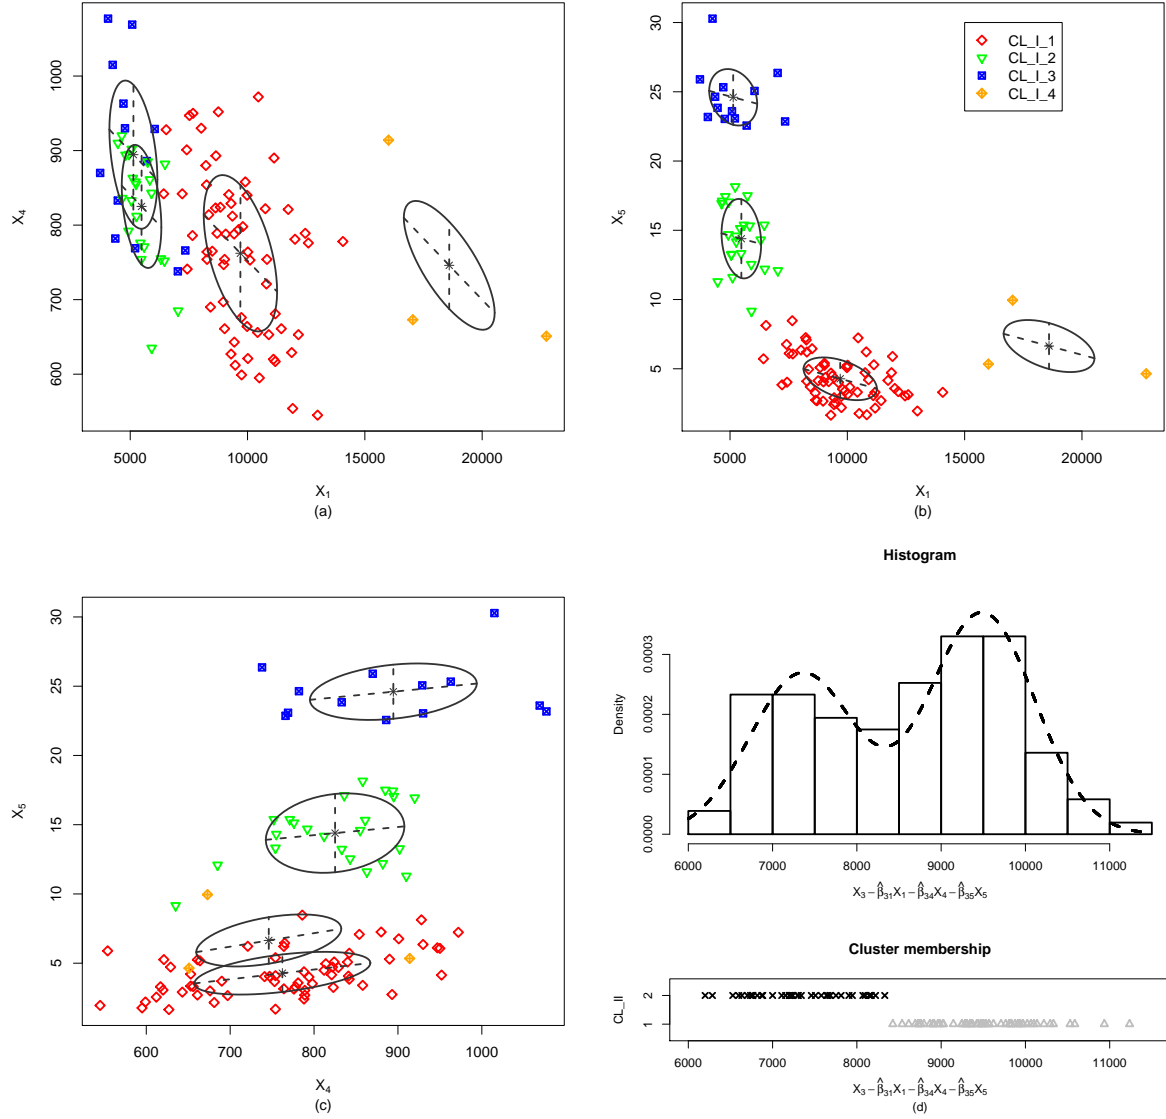 5000 10000 15000 20000
600 700 800 900 1000
X₁
X₄
(a)
5000 10000 15000 20000
5 10 15 20 25 30
X₁
X₅
(b)
CL_I_1
CL_I_2
CL_I_3
CL_I_4
600 700 800 900 1000
5 10 15 20 25 30
X₄
X₅
(c)
Histogram
Density
0.0000 0.0001 0.0002 0.0003
6000 7000 8000 9000 10000 11000
X₃ − β̂₃₁X₁ − β̂₃₄X₄ − β̂₃₅X₅
Cluster membership
CL_II
2
1
6000 7000 8000 9000 10000 11000
X₃ − β̂₃₁X₁ − β̂₃₄X₄ − β̂₃₅X₅
(d)